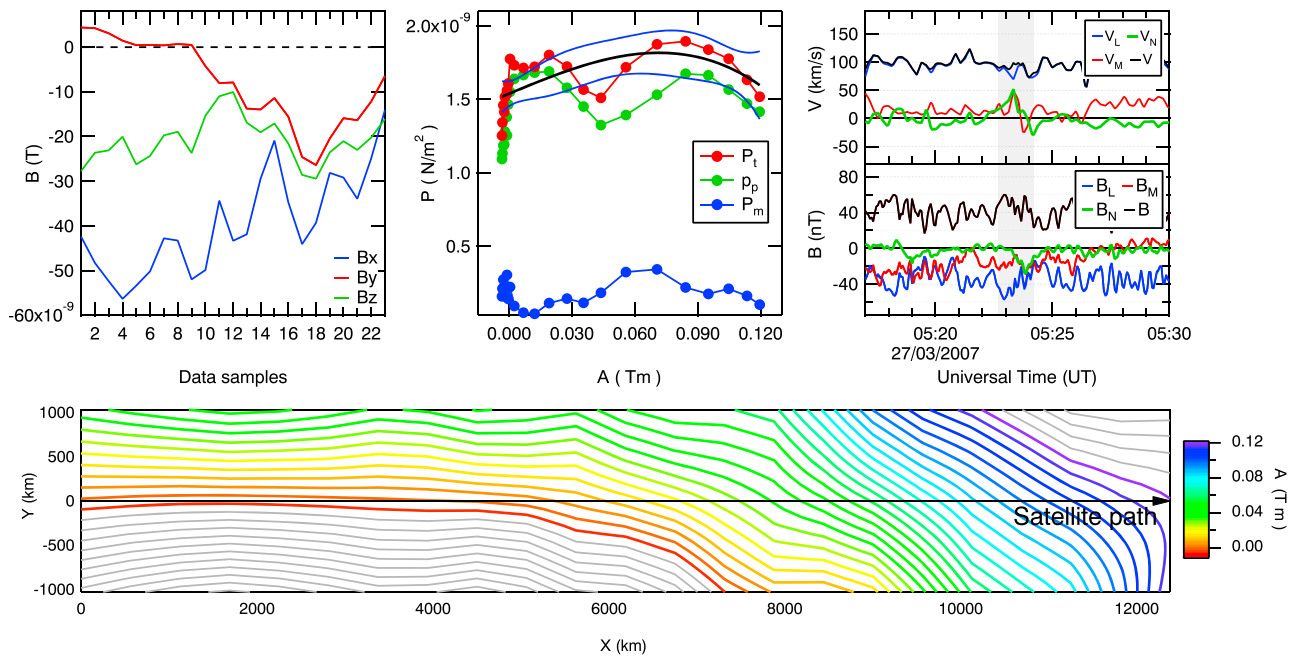 0
-10
-20
-30
-40
-50
-60x10-9
B (T)
Bx
By
Bz
2 4 6 8 10 12 14 16 18 20 22
Data samples
2.0x10-9
1.5
1.0
0.5
P ( N/m2 )
Pt
pp
Pm
0.000 0.030 0.060 0.090 0.120
A ( Tm )
150
100
50
0
-50
V (km/s)
VL VN
VM V
80
40
0
-40
B (nT)
BL BM
BN B
05:20 05:25 05:30
27/03/2007
Universal Time (UT)
1000
500
0
-500
-1000
Y (km)
Satellite path
0 2000 4000 6000 8000 10000 12000
X (km)
0.12
0.08
0.04
0.00
A (Tm)